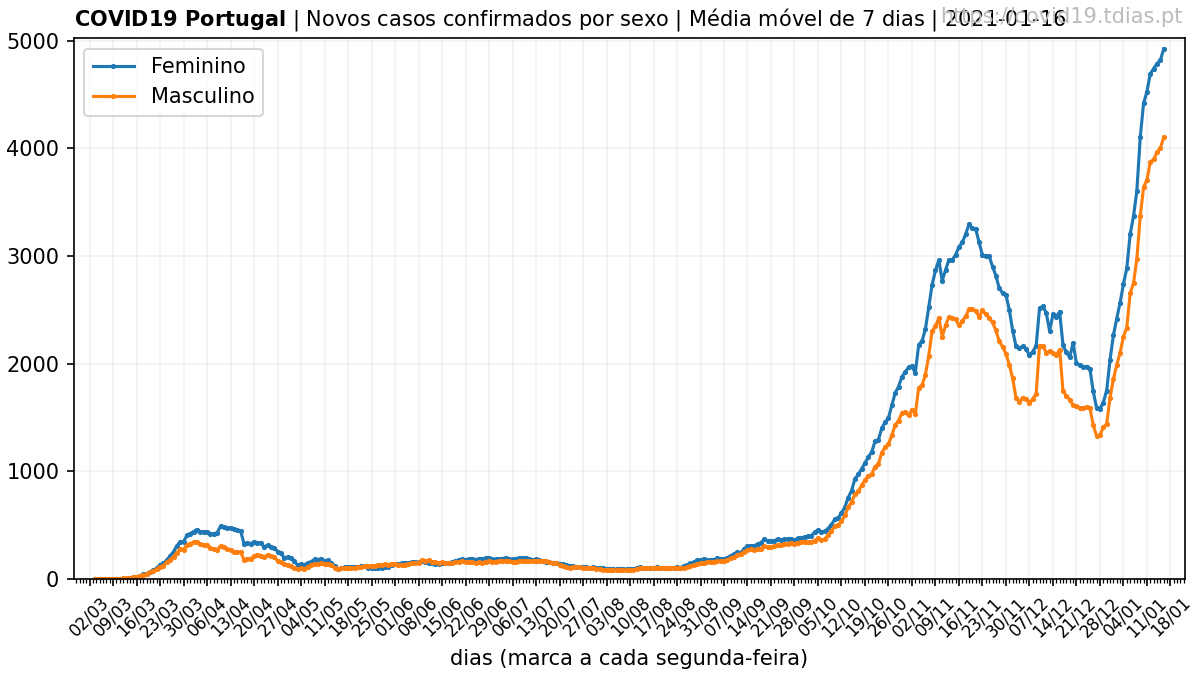 COVID19 Portugal | Novos casos confirmados por sexo | Média móvel de 7 dias | 2021-01-16
https://covid19.tdias.pt
Feminino
Masculino
5000
4000
3000
2000
1000
0
02/03 09/03 16/03 23/03 30/03 06/04 13/04 20/04 27/04 04/05 11/05 18/05 25/05 01/06 08/06 15/06 22/06 29/06 06/07 13/07 20/07 27/07 03/08 10/08 17/08 24/08 31/08 07/09 14/09 21/09 28/09 05/10 12/10 19/10 26/10 02/11 09/11 16/11 23/11 30/11 07/12 14/12 21/12 28/12 04/01 11/01 18/01
dias (marca a cada segunda-feira)